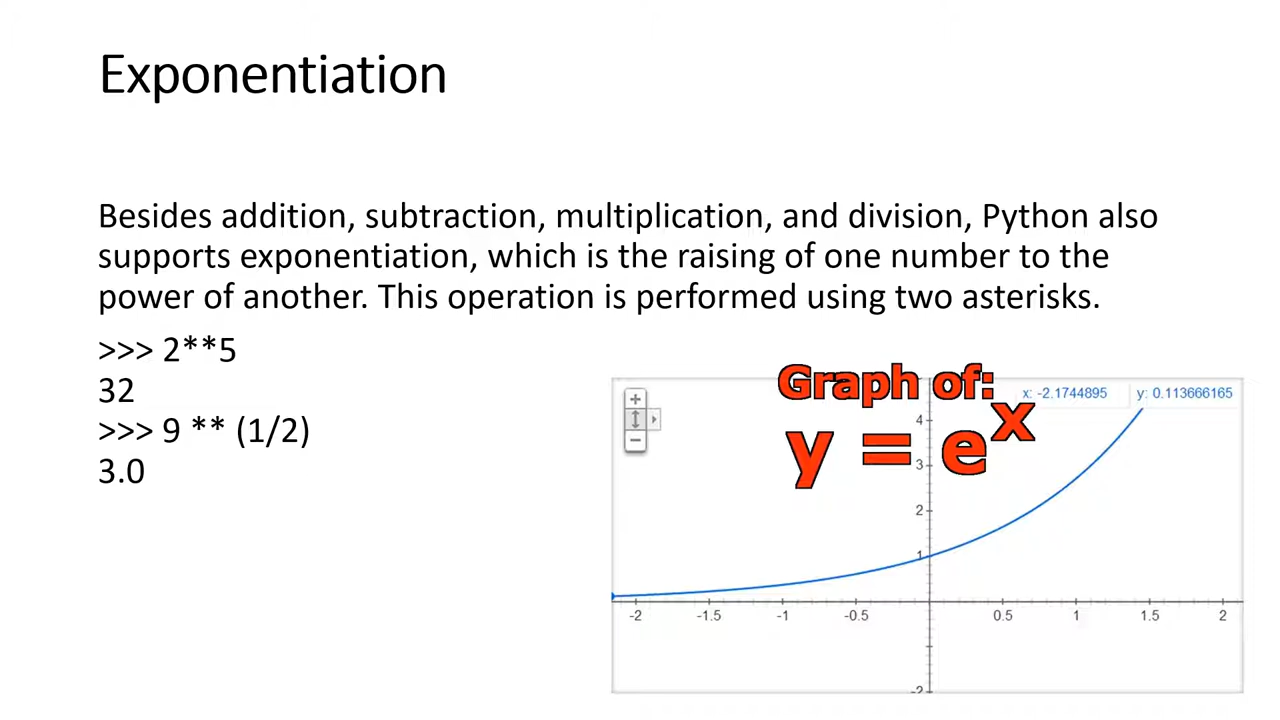 Exponentiation
Besides addition, subtraction, multiplication, and division, Python also
supports exponentiation, which is the raising of one number to the
power of another. This operation is performed using two asterisks.
>>> 2**5
32
>>> 9 ** (1/2)
3.0
Graph of:
y = e^x
x: -2.1744895
y: 0.113666165
4
3
2
1
-2 -1.5 -1 -0.5 0 0.5 1 1.5 2
-2